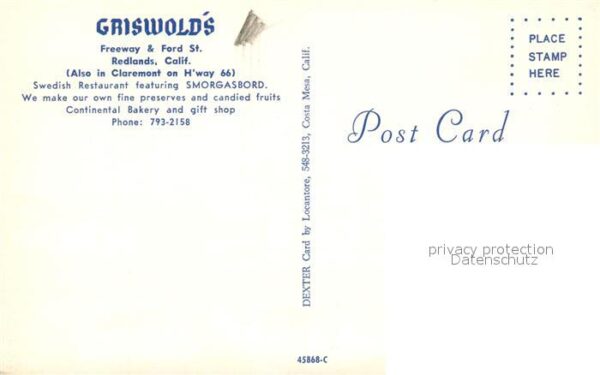 GRISWOLD'S
Freeway & Ford St.
Redlands, Calif.
(Also in Claremont on H'way 66)
Swedish Restaurant featuring SMORGASBORD.
We make our own fine preserves and candied fruits
Continental Bakery and gift shop
Phone: 793-2158
DEXTER Card by Locantore, 548-3213, Costa Mesa, Calif.
45868-C
PLACE
STAMP
HERE
Post Card
privacy protection
Datenschutz